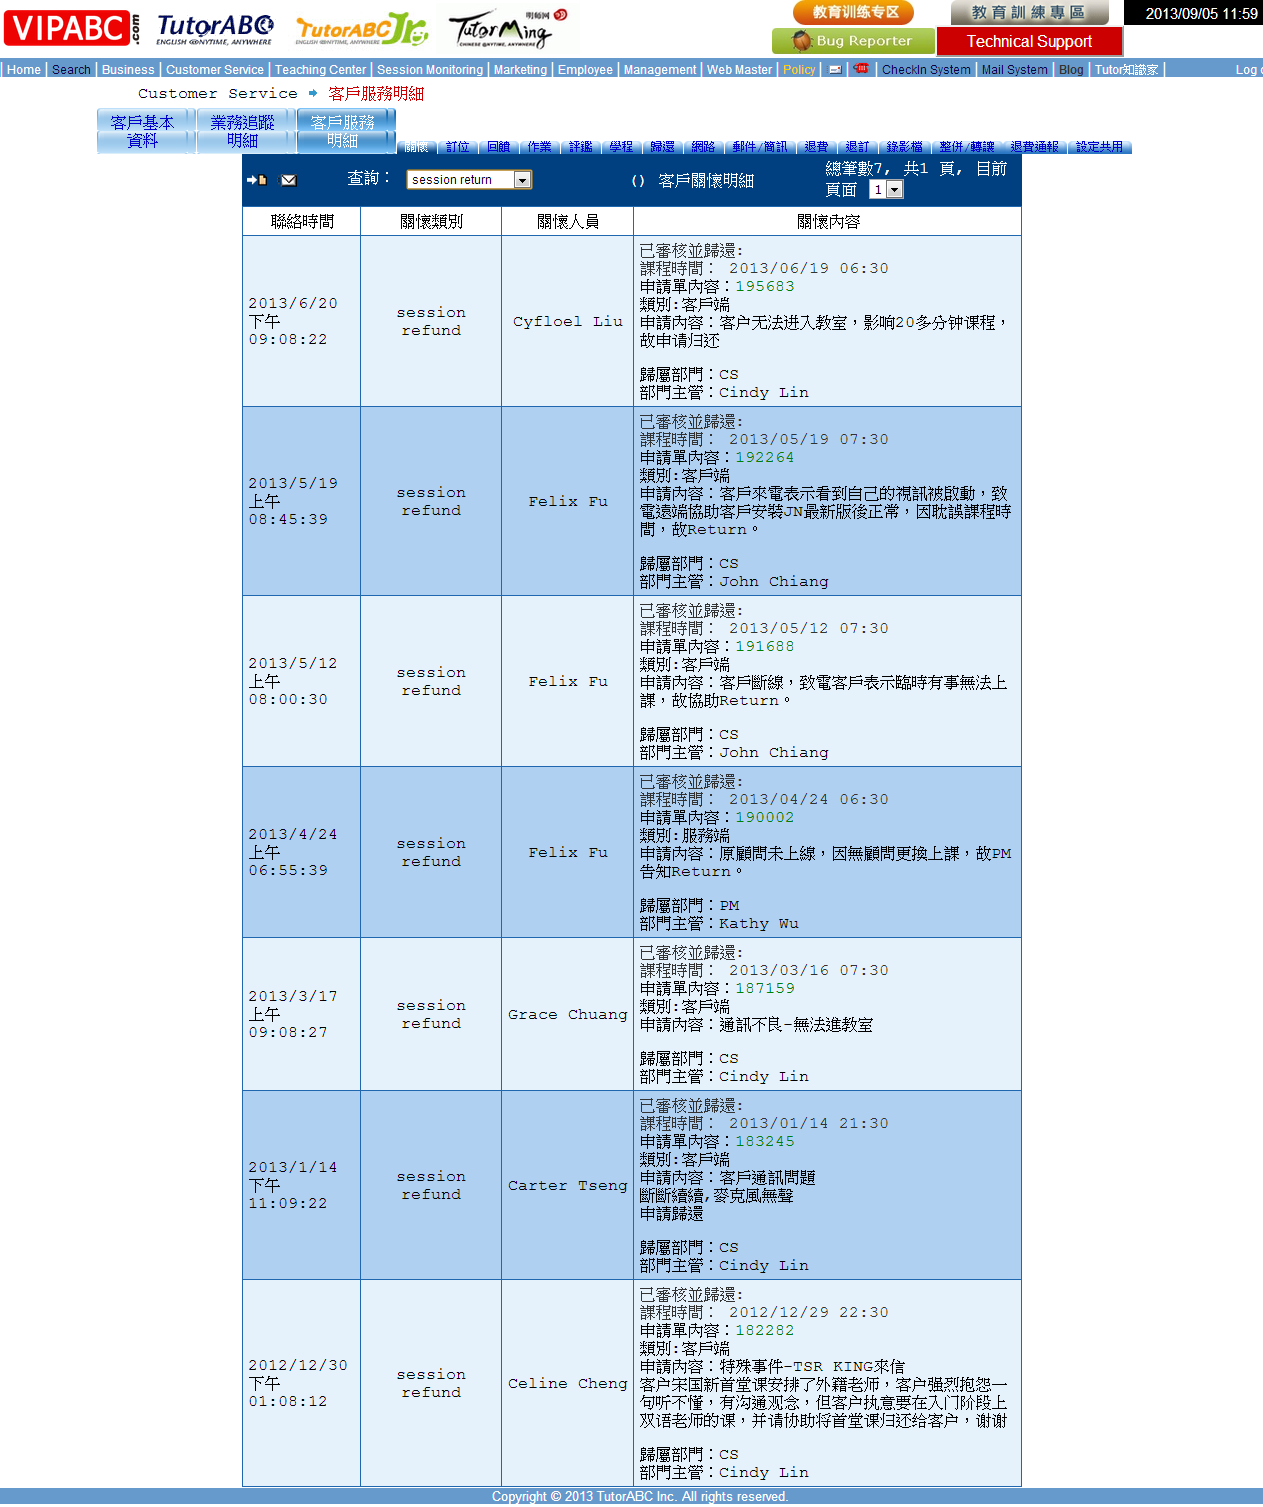 VIPABC.com
TutorABC
ENGLISH @NYTIME, ANYWHERE
TutorABC Jr
ENGLISH @NYTIME, ANYWHERE
TutorMing 明師网
CHINESE @NYTIME, ANYWHERE
教育训练专区
教育訓練專區
2013/09/05 11:59
Bug Reporter
Technical Support
| Home | Search | Business | Customer Service | Teaching Center | Session Monitoring | Marketing | Employee | Management | Web Master | Policy | | | CheckIn System | Mail System | Blog | Tutor知識家 | Log
Customer Service 客戶服務明細
客戶基本資料
業務追蹤明細
客戶服務明細
關懷 | 訂位 | 回饋 | 作業 | 評鑑 | 學程 | 歸還 | 網路 | 郵件/簡訊 | 退費 | 退訂 | 錄影檔 | 整併/轉讓 | 退費通報 | 設定共用
查詢： session return
() 客戶關懷明細
總筆數7, 共1 頁, 目前
頁面 1
聯絡時間 關懷類別 關懷人員 關懷內容
2013/6/20
下午
09:08:22
session
refund
Cyfloel Liu
已審核並歸還:
課程時間： 2013/06/19 06:30
申請單內容：195683
類別:客戶端
申請內容：客户无法进入教室，影响20多分钟课程，
故申请归还
歸屬部門：CS
部門主管：Cindy Lin
2013/5/19
上午
08:45:39
session
refund
Felix Fu
已審核並歸還:
課程時間： 2013/05/19 07:30
申請單內容：192264
類別:客戶端
申請內容：客戶來電表示看到自己的視訊被啟動，致
電遠端協助客戶安裝JN最新版後正常，因耽誤課程時
間，故Return。
歸屬部門：CS
部門主管：John Chiang
2013/5/12
上午
08:00:30
session
refund
Felix Fu
已審核並歸還:
課程時間： 2013/05/12 07:30
申請單內容：191688
類別:客戶端
申請內容：客戶斷線，致電客戶表示臨時有事無法上
課，故協助Return。
歸屬部門：CS
部門主管：John Chiang
2013/4/24
上午
06:55:39
session
refund
Felix Fu
已審核並歸還:
課程時間： 2013/04/24 06:30
申請單內容：190002
類別:服務端
申請內容：原顧問未上線，因無顧問更換上課，故PM
告知Return。
歸屬部門：PM
部門主管：Kathy Wu
2013/3/17
上午
09:08:27
session
refund
Grace Chuang
已審核並歸還:
課程時間： 2013/03/16 07:30
申請單內容：187159
類別:客戶端
申請內容：通訊不良-無法進教室
歸屬部門：CS
部門主管：Cindy Lin
2013/1/14
下午
11:09:22
session
refund
Carter Tseng
已審核並歸還:
課程時間： 2013/01/14 21:30
申請單內容：183245
類別:客戶端
申請內容：客戶通訊問題
斷斷續續,麥克風無聲
申請歸還
歸屬部門：CS
部門主管：Cindy Lin
2012/12/30
下午
01:08:12
session
refund
Celine Cheng
已審核並歸還:
課程時間： 2012/12/29 22:30
申請單內容：182282
類別:客戶端
申請內容：特殊事件-TSR KING來信
客户宋国新首堂课安排了外籍老师，客户强烈抱怨一
句听不懂，有沟通观念，但客户执意要在入门阶段上
双语老师的课，并请协助将首堂课归还给客户，谢谢
歸屬部門：CS
部門主管：Cindy Lin
Copyright © 2013 TutorABC Inc. All rights reserved.